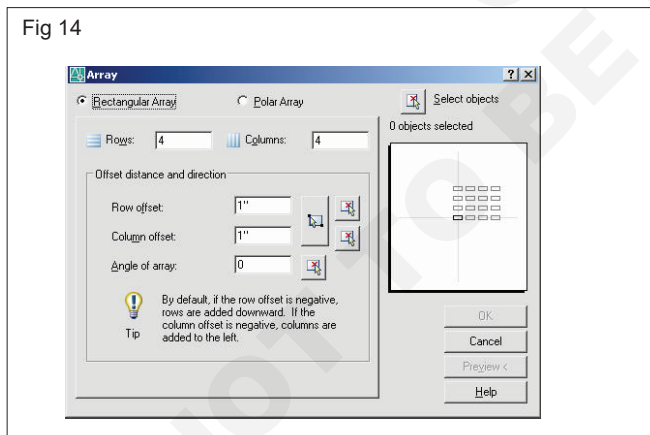 Fig 14
Array
Rectangular Array
Polar Array
Select objects
0 objects selected
Rows: 4
Columns: 4
Offset distance and direction
Row offset: 1"
Column offset: 1"
Angle of array: 0
Tip
By default, if the row offset is negative,
rows are added downward. If the
column offset is negative, columns are
added to the left.
OK
Cancel
Preview <
Help
NOT TO BE